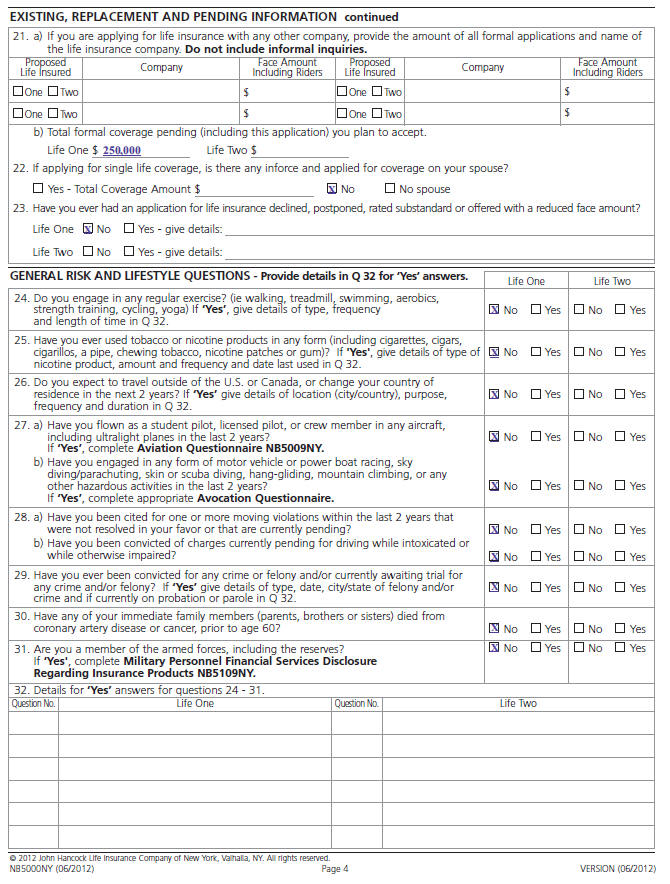 EXISTING, REPLACEMENT AND PENDING INFORMATION continued
21. a) If you are applying for life insurance with any other company, provide the amount of all formal applications and name of
the life insurance company. Do not include informal inquiries.
Proposed Life Insured Company Face Amount Including Riders Proposed Life Insured Company Face Amount Including Riders
☐ One ☐ Two $ ☐ One ☐ Two $
☐ One ☐ Two $ ☐ One ☐ Two $
b) Total formal coverage pending (including this application) you plan to accept.
Life One $ 250,000 Life Two $
22. If applying for single life coverage, is there any inforce and applied for coverage on your spouse?
☐ Yes - Total Coverage Amount $ ☒ No ☐ No spouse
23. Have you ever had an application for life insurance declined, postponed, rated substandard or offered with a reduced face amount?
Life One ☒ No ☐ Yes - give details:
Life Two ☐ No ☐ Yes - give details:
GENERAL RISK AND LIFESTYLE QUESTIONS - Provide details in Q 32 for ‘Yes’ answers. Life One Life Two
24. Do you engage in any regular exercise? (ie walking, treadmill, swimming, aerobics,
strength training, cycling, yoga) If ‘Yes’, give details of type, frequency ☒ No ☐ Yes ☐ No ☐ Yes
and length of time in Q 32.
25. Have you ever used tobacco or nicotine products in any form (including cigarettes, cigars,
cigarillos, a pipe, chewing tobacco, nicotine patches or gum)? If 'Yes', give details of type of ☒ No ☐ Yes ☐ No ☐ Yes
nicotine product, amount and frequency and date last used in Q 32.
26. Do you expect to travel outside of the U.S. or Canada, or change your country of
residence in the next 2 years? If ‘Yes’ give details of location (city/country), purpose, ☒ No ☐ Yes ☐ No ☐ Yes
frequency and duration in Q 32.
27. a) Have you flown as a student pilot, licensed pilot, or crew member in any aircraft,
including ultralight planes in the last 2 years? ☒ No ☐ Yes ☐ No ☐ Yes
If ‘Yes’, complete Aviation Questionnaire NB5009NY.
b) Have you engaged in any form of motor vehicle or power boat racing, sky
diving/parachuting, skin or scuba diving, hang-gliding, mountain climbing, or any
other hazardous activities in the last 2 years? ☒ No ☐ Yes ☐ No ☐ Yes
If ‘Yes’, complete appropriate Avocation Questionnaire.
28. a) Have you been cited for one or more moving violations within the last 2 years that
were not resolved in your favor or that are currently pending? ☒ No ☐ Yes ☐ No ☐ Yes
b) Have you been convicted of charges currently pending for driving while intoxicated or
while otherwise impaired? ☒ No ☐ Yes ☐ No ☐ Yes
29. Have you ever been convicted for any crime or felony and/or currently awaiting trial for
any crime and/or felony? If ‘Yes’ give details of type, date, city/state of felony and/or ☒ No ☐ Yes ☐ No ☐ Yes
crime and if currently on probation or parole in Q 32.
30. Have any of your immediate family members (parents, brothers or sisters) died from
coronary artery disease or cancer, prior to age 60? ☒ No ☐ Yes ☐ No ☐ Yes
31. Are you a member of the armed forces, including the reserves? ☒ No ☐ Yes ☐ No ☐ Yes
If ‘Yes', complete Military Personnel Financial Services Disclosure
Regarding Insurance Products NB5109NY.
32. Details for ‘Yes’ answers for questions 24 - 31.
Question No. Life One Question No. Life Two
© 2012 John Hancock Life Insurance Company of New York, Valhalla, NY. All rights reserved.
NB5000NY (06/2012) Page 4 VERSION (06/2012)